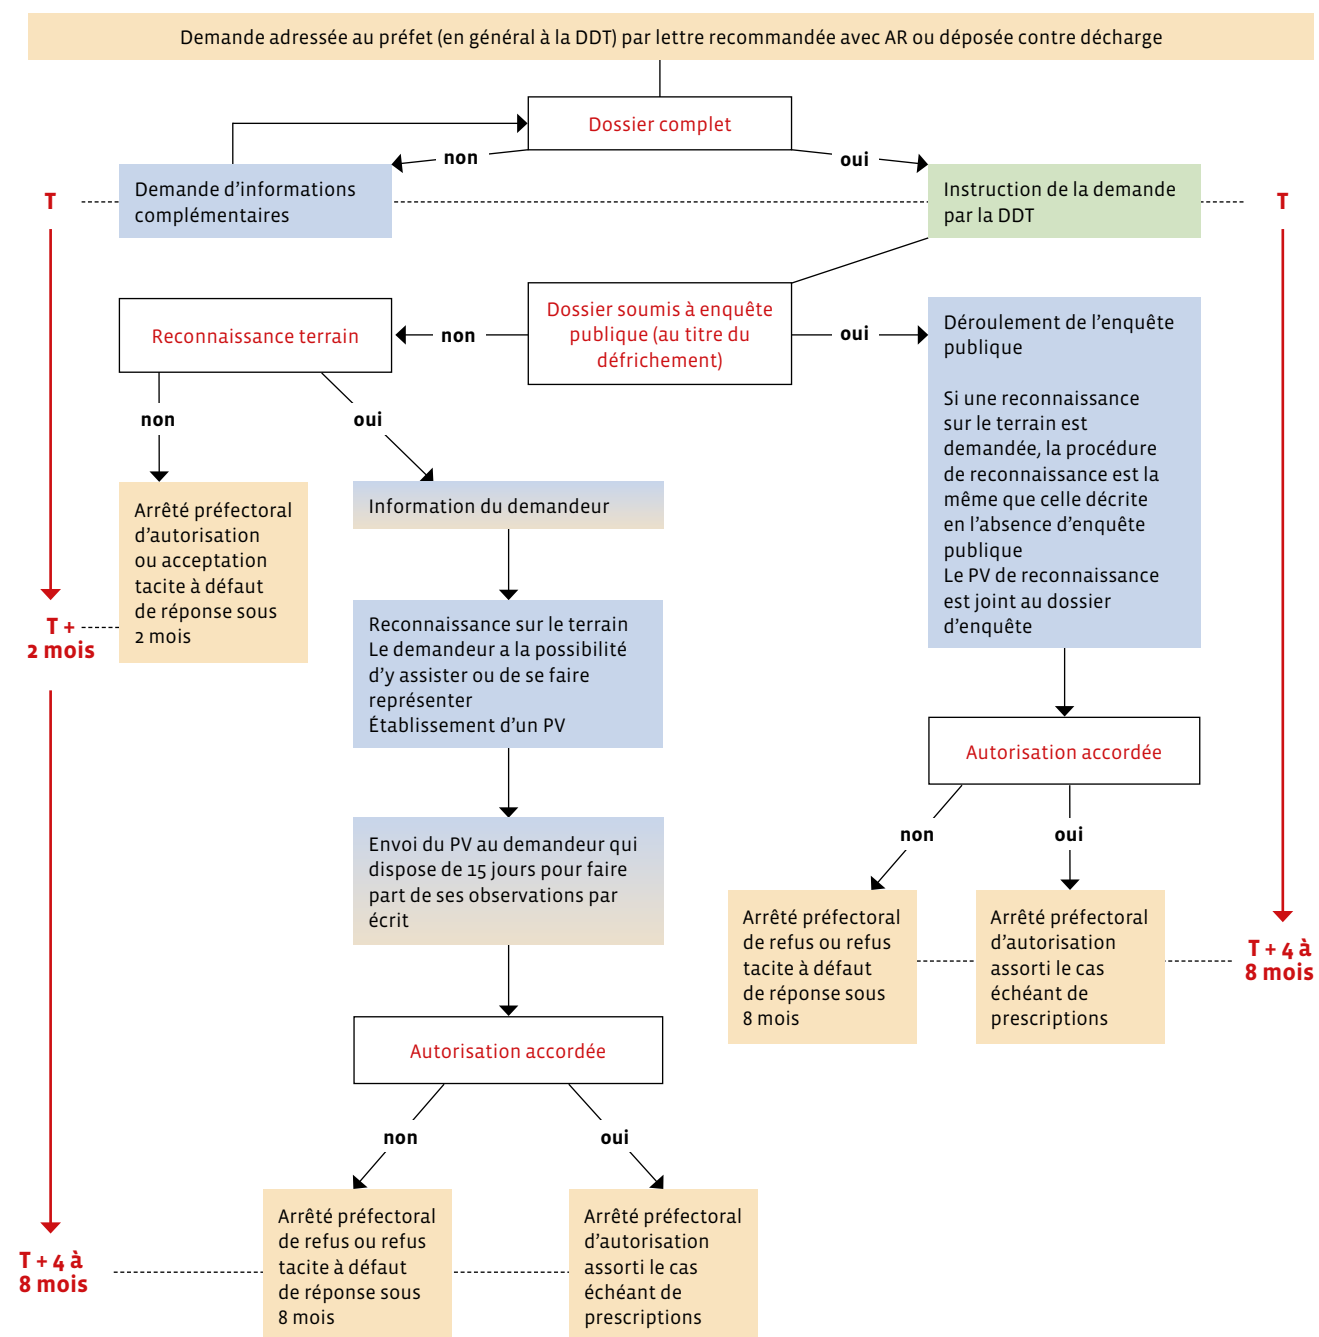 Demande adressée au préfet (en général à la DDT) par lettre recommandée avec AR ou déposée contre décharge
Dossier complet
non
oui
Demande d’informations
complémentaires
Instruction de la demande
par la DDT
T
T
Dossier soumis à enquête
publique (au titre du
défrichement)
non
oui
Reconnaissance terrain
Déroulement de l’enquête
publique
Si une reconnaissance
sur le terrain est
demandée, la procédure
de reconnaissance est la
même que celle décrite
en l’absence d’enquête
publique
Le PV de reconnaissance
est joint au dossier
d’enquête
non
oui
Arrêté préfectoral
d’autorisation
ou acceptation
tacite à défaut
de réponse sous
2 mois
T +
2 mois
Information du demandeur
Reconnaissance sur le terrain
Le demandeur a la possibilité
d’y assister ou de se faire
représenter
Établissement d’un PV
Envoi du PV au demandeur qui
dispose de 15 jours pour faire
part de ses observations par
écrit
Autorisation accordée
non
oui
Arrêté préfectoral
de refus ou refus
tacite à défaut
de réponse sous
8 mois
Arrêté préfectoral
d’autorisation
assorti le cas
échéant de
prescriptions
T + 4 à
8 mois
Autorisation accordée
non
oui
T + 4 à
8 mois
Arrêté préfectoral
de refus ou refus
tacite à défaut
de réponse sous
8 mois
Arrêté préfectoral
d’autorisation
assorti le cas
échéant de
prescriptions